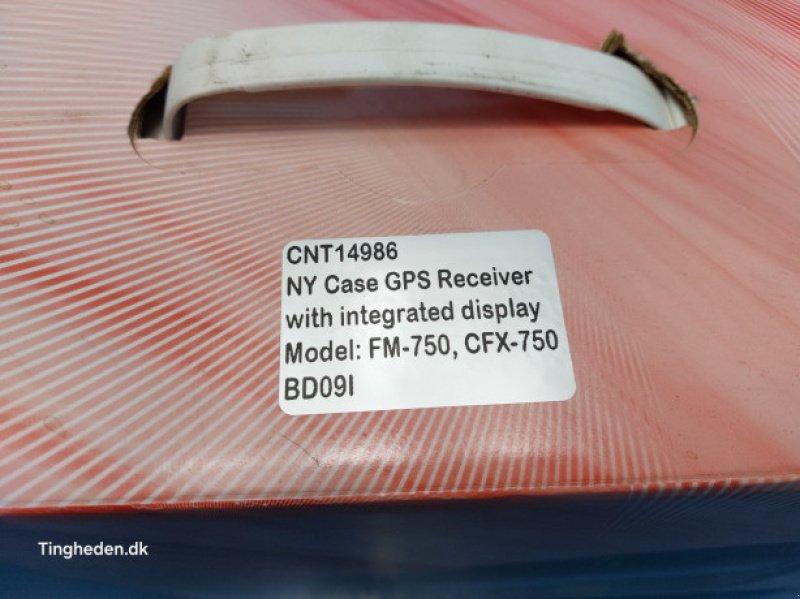 CNT14986
NY Case GPS Receiver
with integrated display
Model: FM-750, CFX-750
BD09I
Tingheden.dk